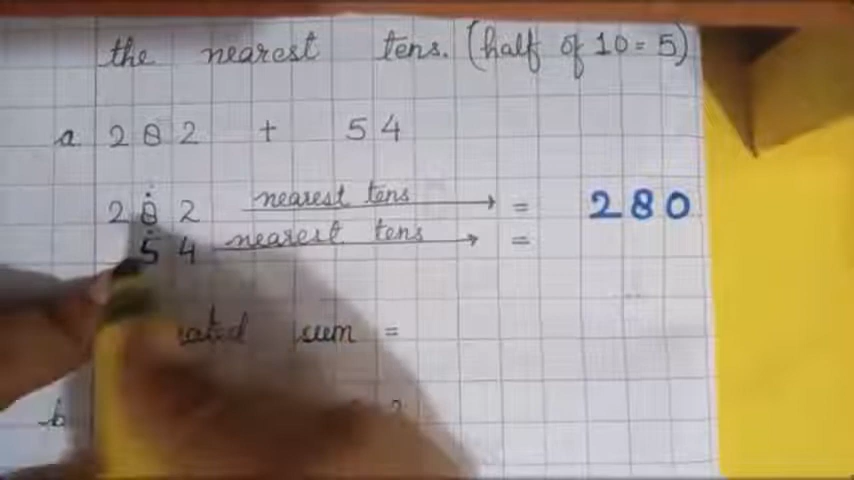 the nearest tens. (half of 10 = 5)
a 282 + 54
282 nearest tens = 280
54 nearest tens =
sum =
b